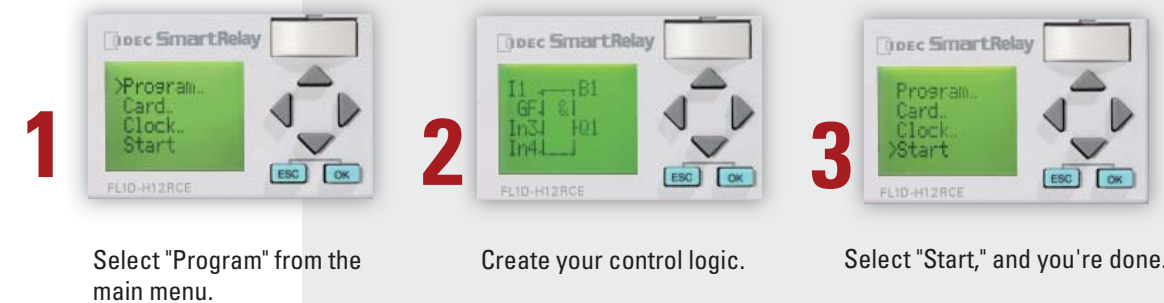 1
IDEC SmartRelay
>Program..
Card..
Clock..
Start
ESC OK
FL1D-H12RCE
Select "Program" from the
main menu.
2
IDEC SmartRelay
I1 B1
GF &
In3 Q1
In4
ESC OK
FL1D-H12RCE
Create your control logic.
3
IDEC SmartRelay
Program..
Card..
Clock..
>Start
ESC OK
FL1D-H12RCE
Select "Start," and you're done.